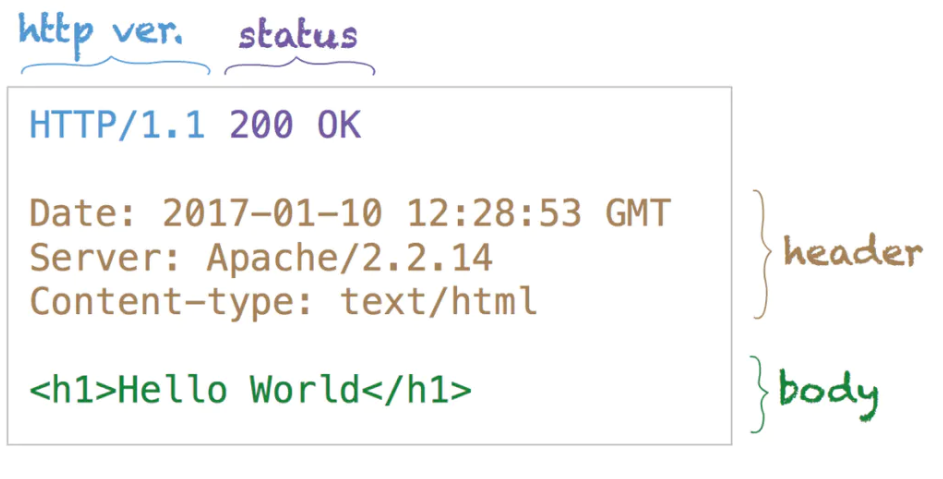 http ver. status
HTTP/1.1 200 OK
Date: 2017-01-10 12:28:53 GMT
Server: Apache/2.2.14
Content-type: text/html
header
<h1>Hello World</h1>
body